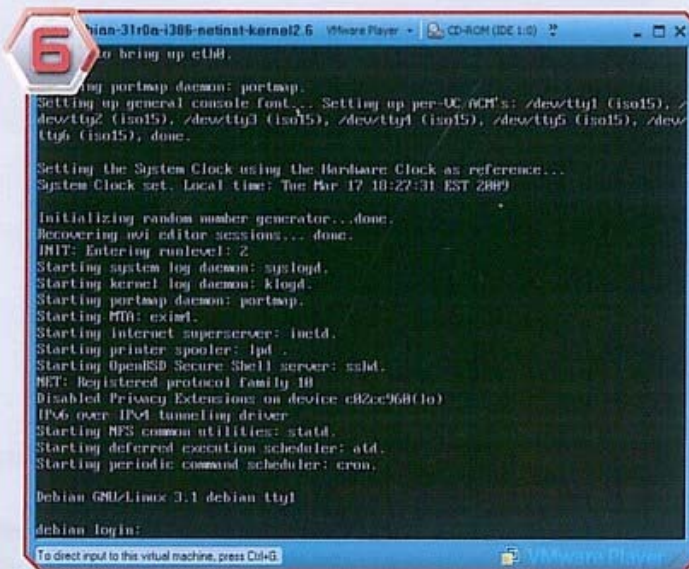 6
bian-31r0a-i386-netinst-kernel2.6 VMware Player CD-ROM (IDE 1:0)
to bring up eth0.
ng portmap daemon: portmap.
Setting up general console font... Setting up per-VC ACM's: /dev/tty1 (iso15), /
dev/tty2 (iso15), /dev/tty3 (iso15), /dev/tty4 (iso15), /dev/tty5 (iso15), /dev/
tty6 (iso15), done.
Setting the System Clock using the Hardware Clock as reference...
System Clock set. Local time: Tue Mar 17 18:27:31 EST 2009
Initializing random number generator...done.
Recovering nvi editor sessions... done.
INIT: Entering runlevel: 2
Starting system log daemon: syslogd.
Starting kernel log daemon: klogd.
Starting portmap daemon: portmap.
Starting MTA: exim4.
Starting internet superserver: inetd.
Starting printer spooler: lpd .
Starting OpenBSD Secure Shell server: sshd.
NET: Registered protocol family 10
Disabled Privacy Extensions on device c02cc960(lo)
IPv6 over IPv4 tunneling driver
Starting NFS common utilities: statd.
Starting deferred execution scheduler: atd.
Starting periodic command scheduler: cron.
Debian GNU/Linux 3.1 debian tty1
debian login:
To direct input to this virtual machine, press Ctrl+G.
VMware Player